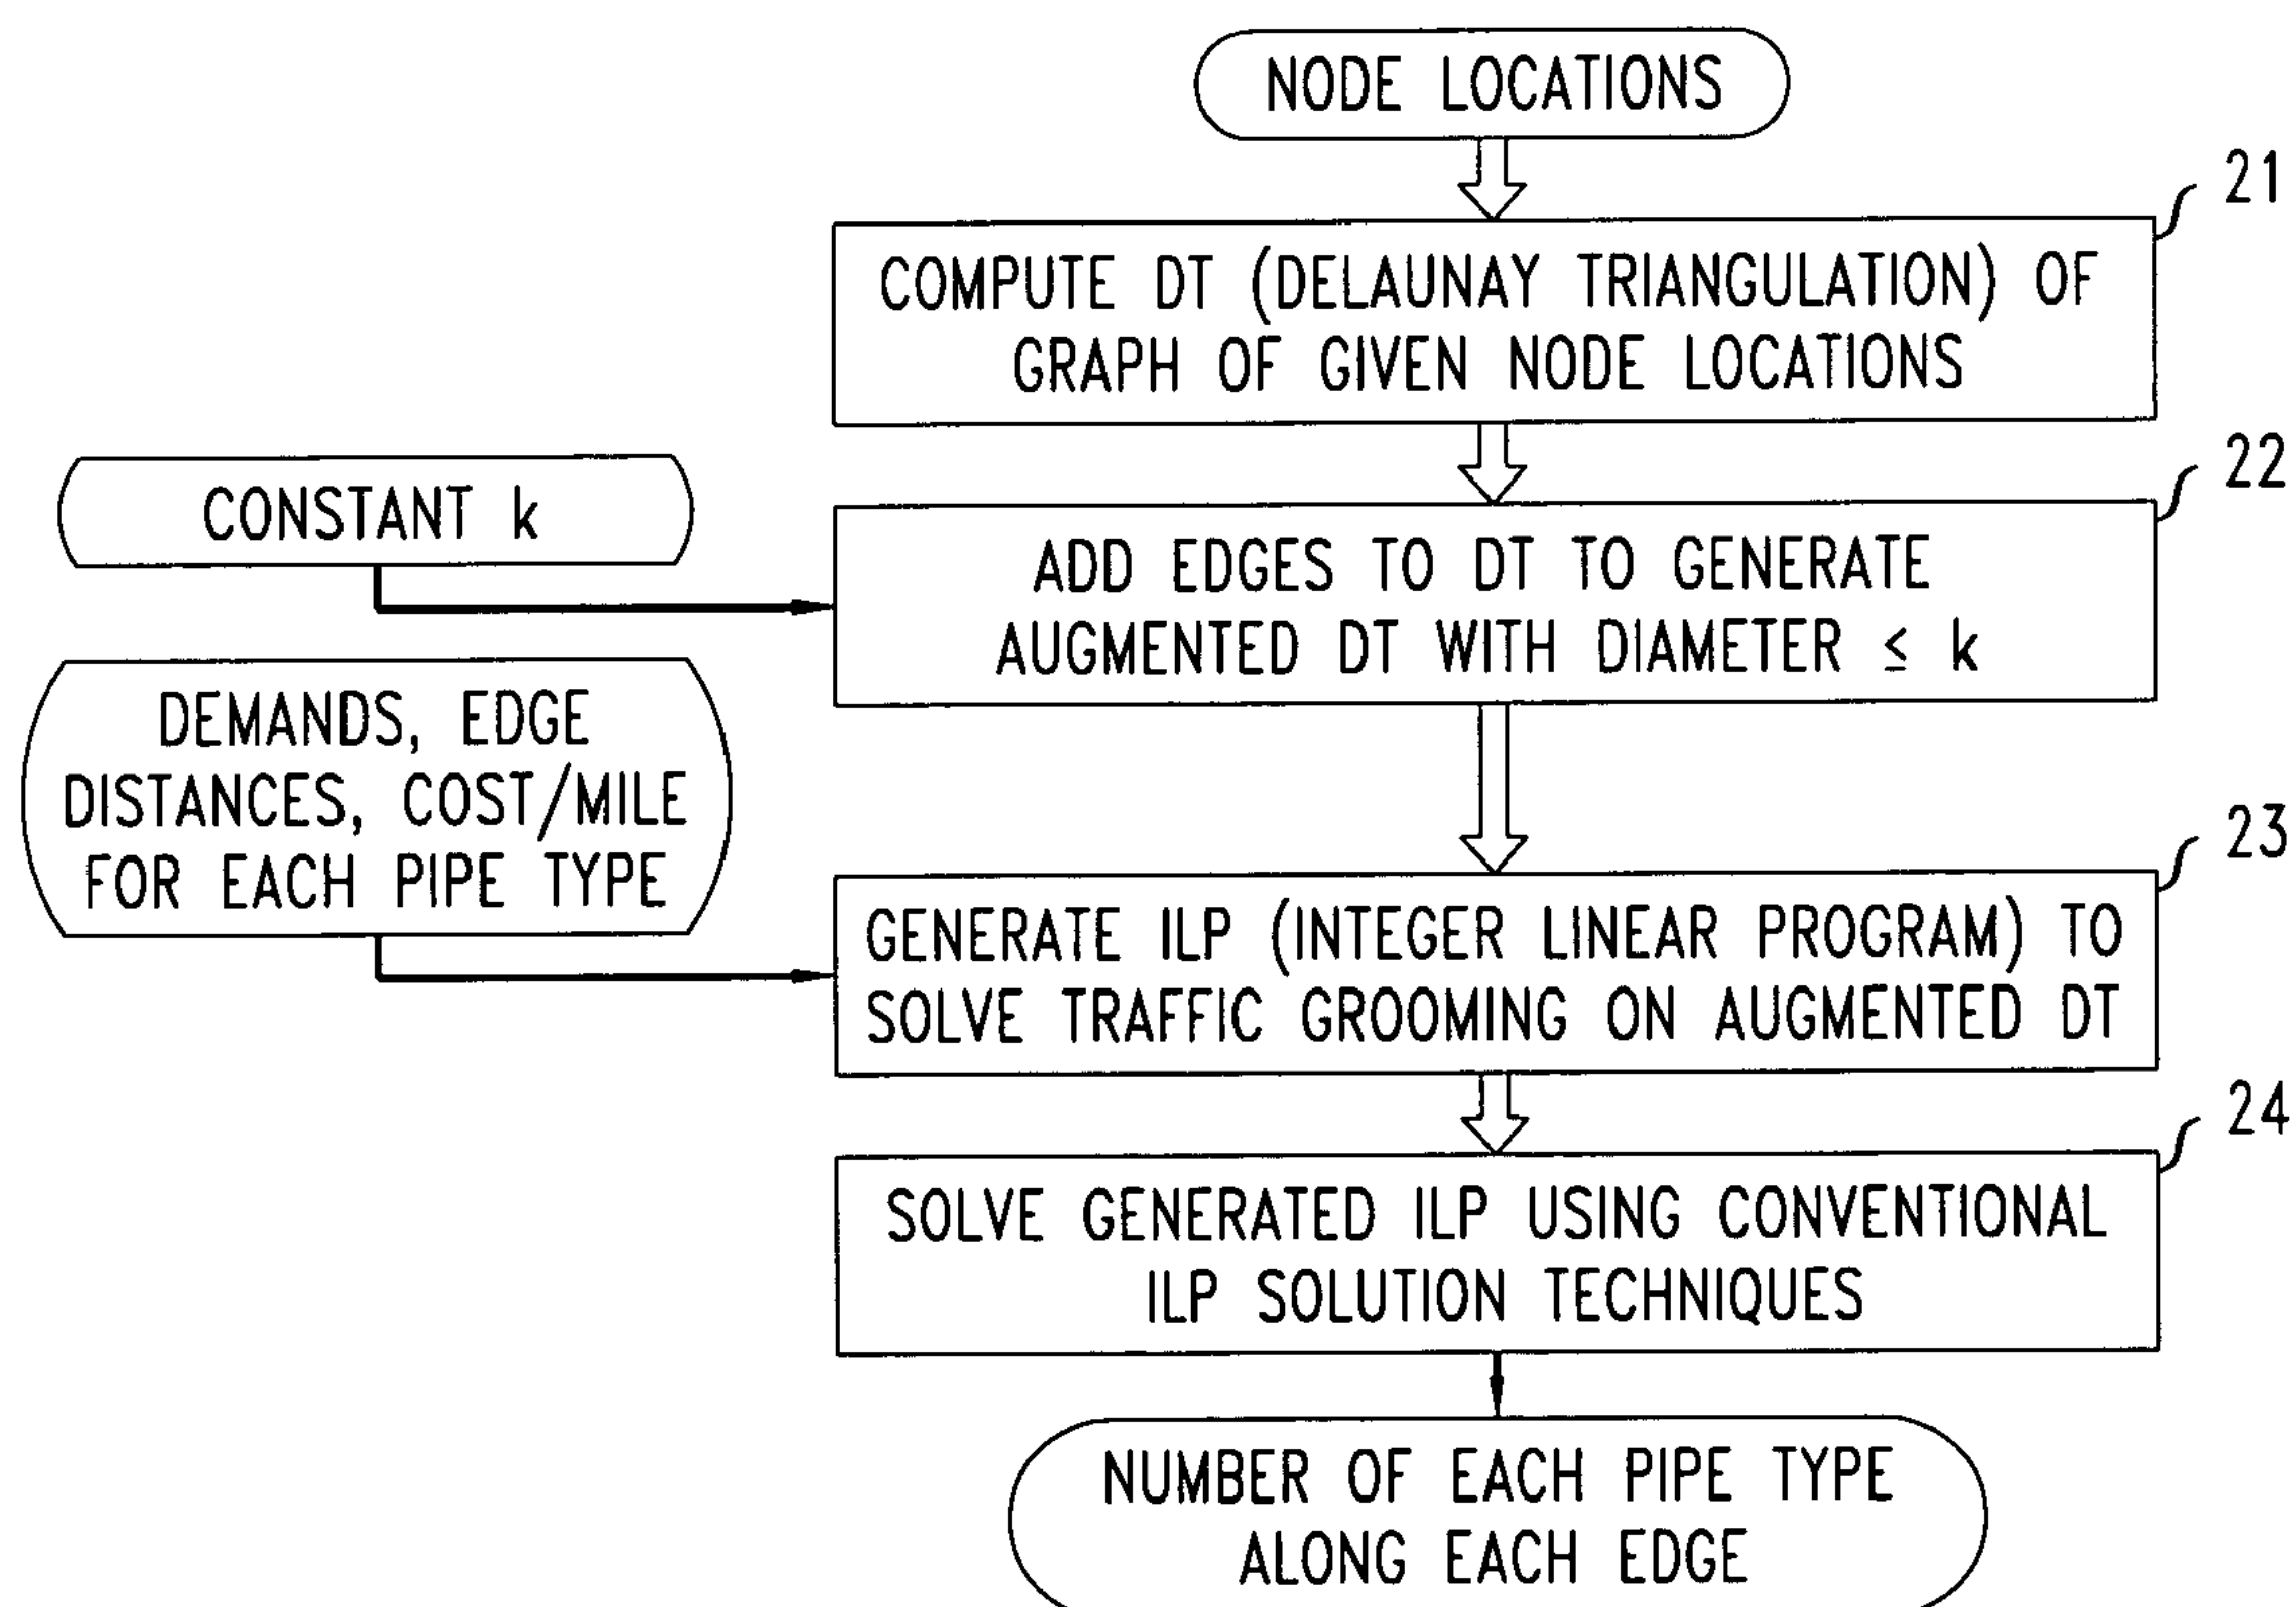 NODE LOCATIONS
21
COMPUTE DT (DELAUNAY TRIANGULATION) OF
GRAPH OF GIVEN NODE LOCATIONS
22
CONSTANT k
ADD EDGES TO DT TO GENERATE
AUGMENTED DT WITH DIAMETER ≤ k
DEMANDS, EDGE
DISTANCES, COST/MILE
FOR EACH PIPE TYPE
23
GENERATE ILP (INTEGER LINEAR PROGRAM) TO
SOLVE TRAFFIC GROOMING ON AUGMENTED DT
24
SOLVE GENERATED ILP USING CONVENTIONAL
ILP SOLUTION TECHNIQUES
NUMBER OF EACH PIPE TYPE
ALONG EACH EDGE